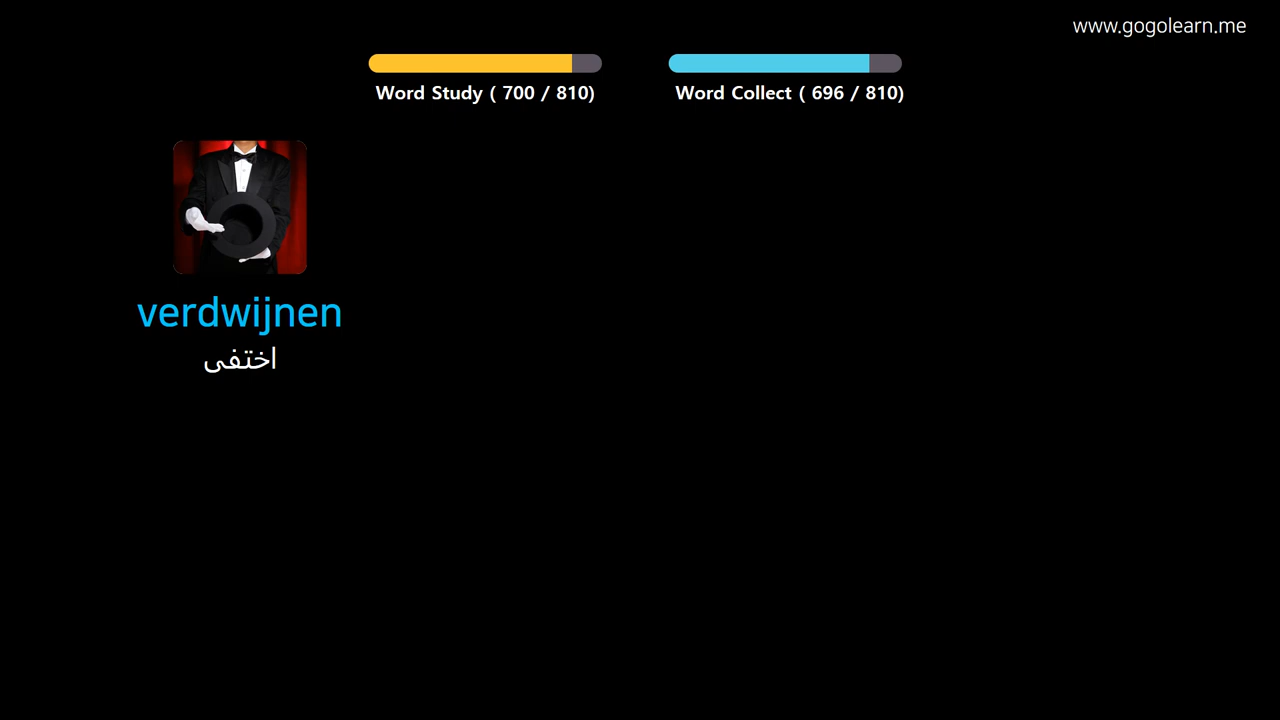 www.gogolearn.me
Word Study ( 700 / 810)
Word Collect ( 696 / 810)
verdwijnen
اختفى